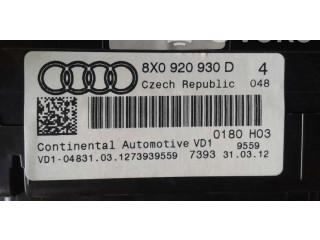 8X0 920 930 D 4
Czech Republic 048
0180 H03
Continental Automotive VD1 9559
VD1-04831.03.1273939559 7393 31.03.12